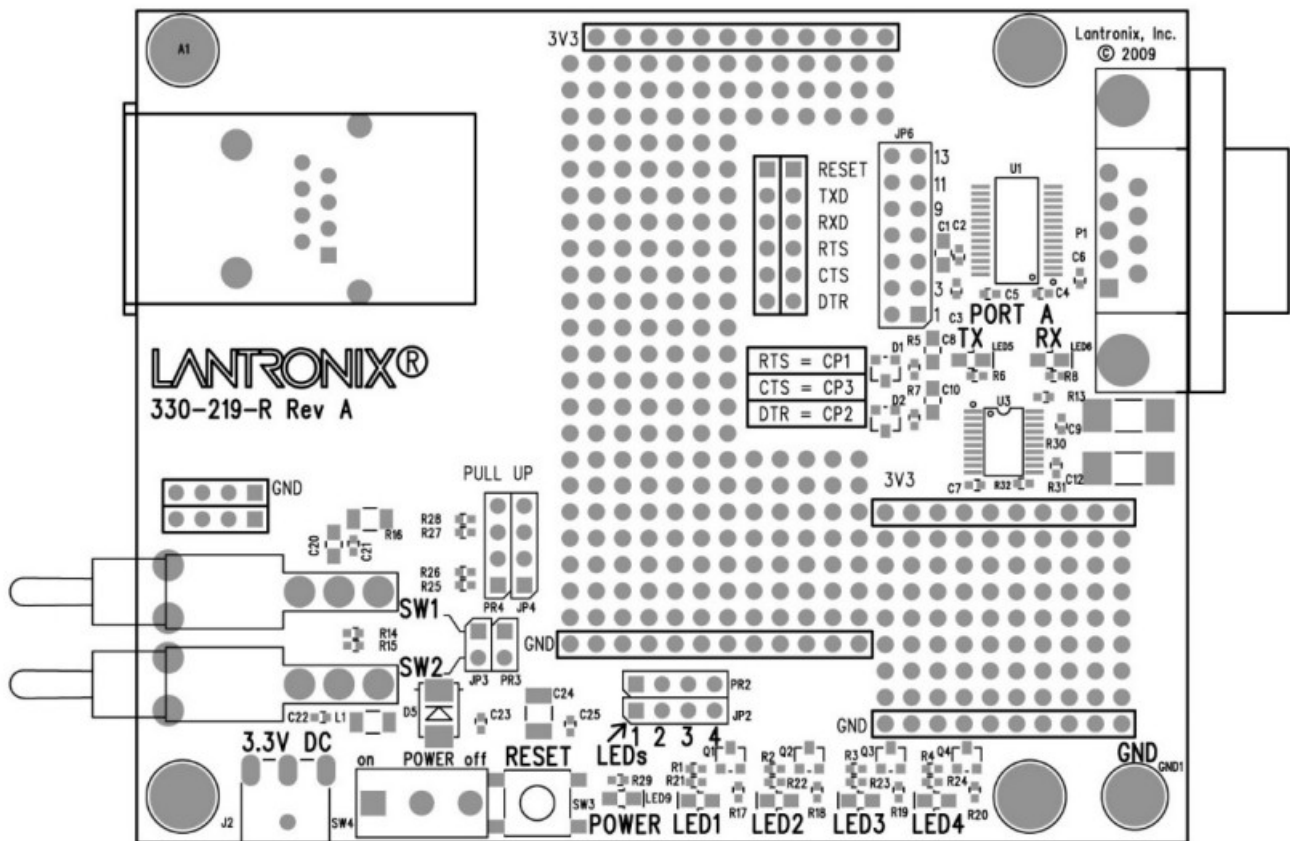 A1
3V3
Lantronix, Inc.
© 2009
JP6
RESET
TXD
RXD
RTS
CTS
DTR
13
11
9
3
1
U1
P1
C1
C2
C3
C5
C4
C6
PORT A
TX RX
LED5
LED6
LANTRONIX®
330-219-R Rev A
RTS = CP1
CTS = CP3
DTR = CP2
D1
R5
C8
R6
R8
D2
R7
C10
R13
U3
C9
R30
C7
R32
R31
C12
3V3
GND
PULL UP
R28
R27
R26
R25
C20
C21
R16
PR4
JP4
SW1
R14
R15
SW2
JP3
PR3
GND
PR2
JP2
C22
L1
D5
C23
C24
C25
1 2 3 4
LEDs
GND
3.3V DC
on POWER off
RESET
J2
SW4
SW3
R29
LED9
POWER
R1
R21
Q1
R17
LED1
R2
R22
Q2
R18
LED2
R3
R23
Q3
R19
LED3
R4
R24
Q4
R20
LED4
GND
GND1